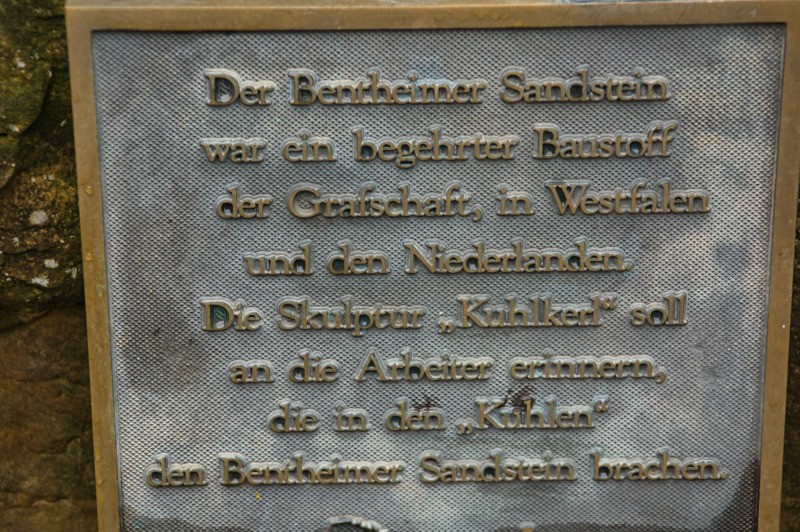 Der Bentheimer Sandstein
war ein begehrter Baustoff
der Grafschaft, in Westfalen
und den Niederlanden.
Die Skulptur „Kuhlkerl“ soll
an die Arbeiter erinnern,
die in den „Kuhlen“
den Bentheimer Sandstein brachen.